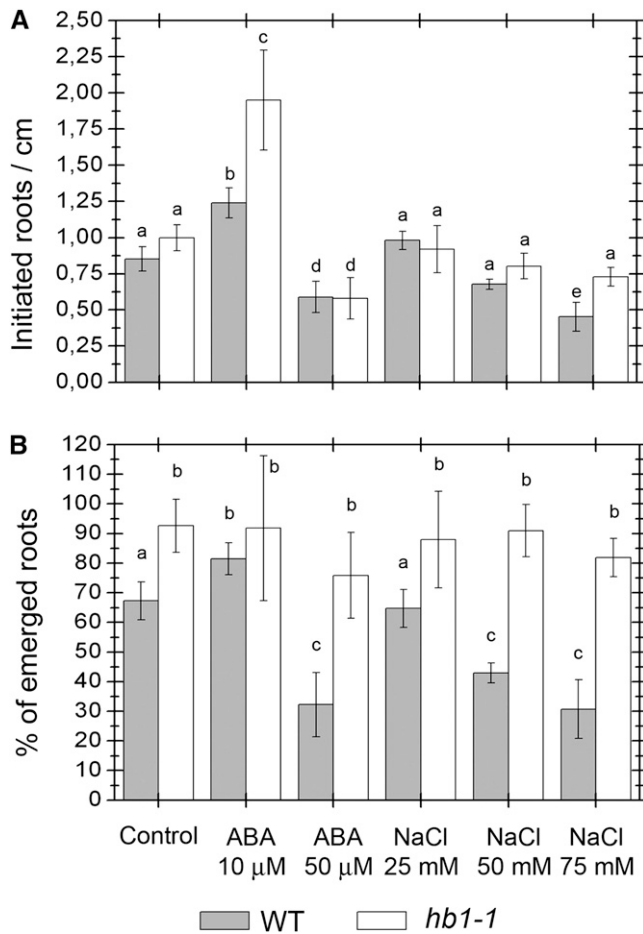 A
2,50
2,25
2,00
1,75
1,50
1,25
1,00
0,75
0,50
0,25
0,00
Initiated roots / cm
a a b c d d a a a a e a
B
120
110
100
90
80
70
60
50
40
30
20
10
0
% of emerged roots
a b b b c b a b c b c b
Control ABA ABA NaCl NaCl NaCl
10 μM 50 μM 25 mM 50 mM 75 mM
WT hb1-1